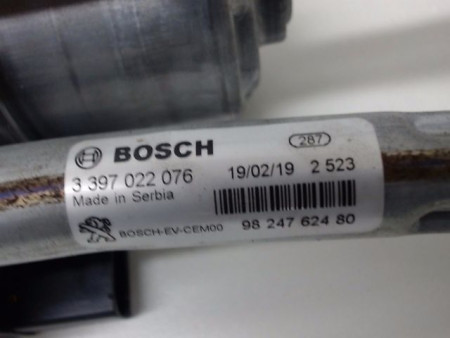 BOSCH 287
3 397 022 076 19/02/19 2 523
Made in Serbia
BOSCH-EV-CEM00 98 247 624 80